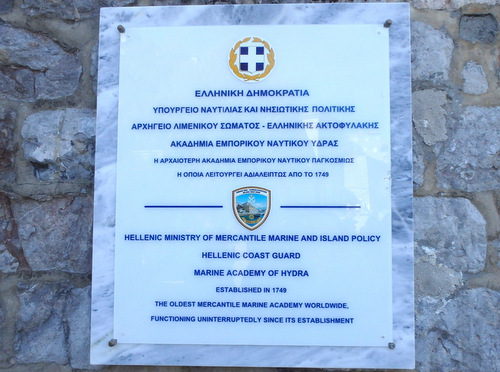 ΕΛΛΗΝΙΚΗ ΔΗΜΟΚΡΑΤΙΑ
ΥΠΟΥΡΓΕΙΟ ΝΑΥΤΙΛΙΑΣ ΚΑΙ ΝΗΣΙΩΤΙΚΗΣ ΠΟΛΙΤΙΚΗΣ
ΑΡΧΗΓΕΙΟ ΛΙΜΕΝΙΚΟΥ ΣΩΜΑΤΟΣ - ΕΛΛΗΝΙΚΗΣ ΑΚΤΟΦΥΛΑΚΗΣ
ΑΚΑΔΗΜΙΑ ΕΜΠΟΡΙΚΟΥ ΝΑΥΤΙΚΟΥ ΥΔΡΑΣ
Η ΑΡΧΑΙΟΤΕΡΗ ΑΚΑΔΗΜΙΑ ΕΜΠΟΡΙΚΟΥ ΝΑΥΤΙΚΟΥ ΠΑΓΚΟΣΜΙΩΣ
Η ΟΠΟΙΑ ΛΕΙΤΟΥΡΓΕΙ ΑΔΙΑΛΕΙΠΤΩΣ ΑΠΟ ΤΟ 1749
HELLENIC MINISTRY OF MERCANTILE MARINE AND ISLAND POLICY
HELLENIC COAST GUARD
MARINE ACADEMY OF HYDRA
ESTABLISHED IN 1749
THE OLDEST MERCANTILE MARINE ACADEMY WORLDWIDE,
FUNCTIONING UNINTERRUPTEDLY SINCE ITS ESTABLISHMENT